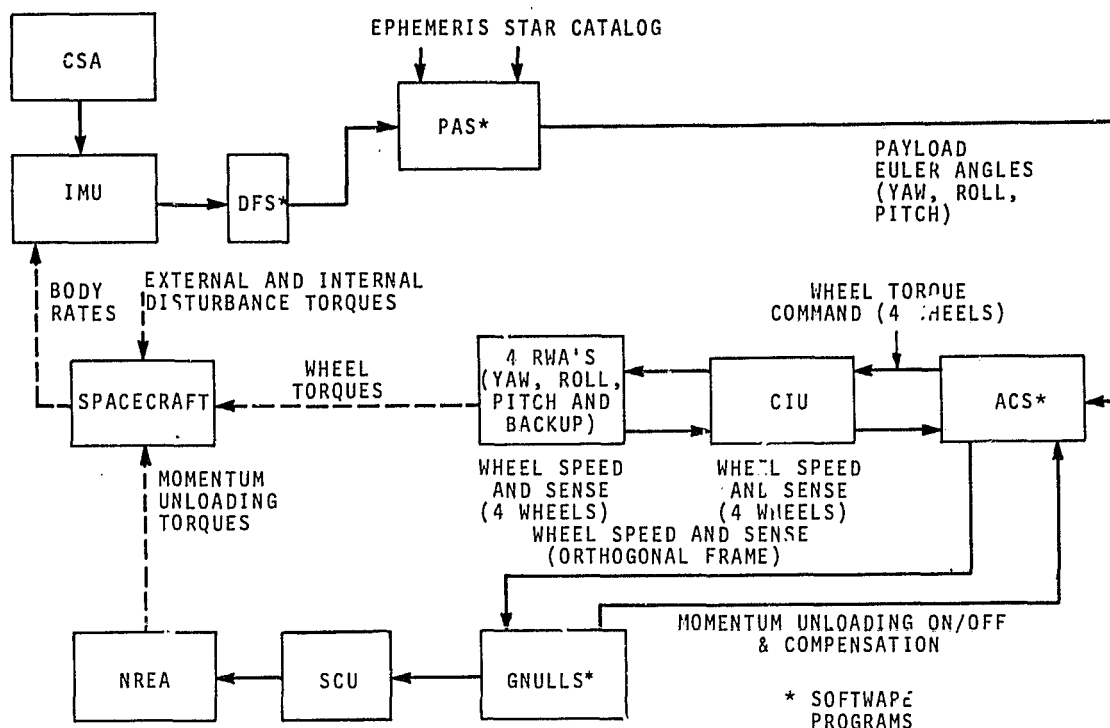 EPHEMERIS STAR CATALOG
CSA
PAS*
IMU
DFS*
PAYLOAD
EULER ANGLES
(YAW, ROLL,
PITCH)
BODY
RATES
EXTERNAL AND INTERNAL
DISTURBANCE TORQUES
WHEEL TORQUE
COMMAND (4 WHEELS)
SPACECRAFT
WHEEL
TORQUES
4 RWA'S
(YAW, ROLL,
PITCH AND
BACKUP)
CIU
ACS*
WHEEL SPEED
AND SENSE
(4 WHEELS)
WHEEL SPEED
AND SENSE
(4 WHEELS)
WHEEL SPEED AND SENSE
(ORTHOGONAL FRAME)
MOMENTUM
UNLOADING
TORQUES
MOMENTUM UNLOADING ON/OFF
& COMPENSATION
NREA
SCU
GNULLS*
* SOFTWARE
PROGRAMS